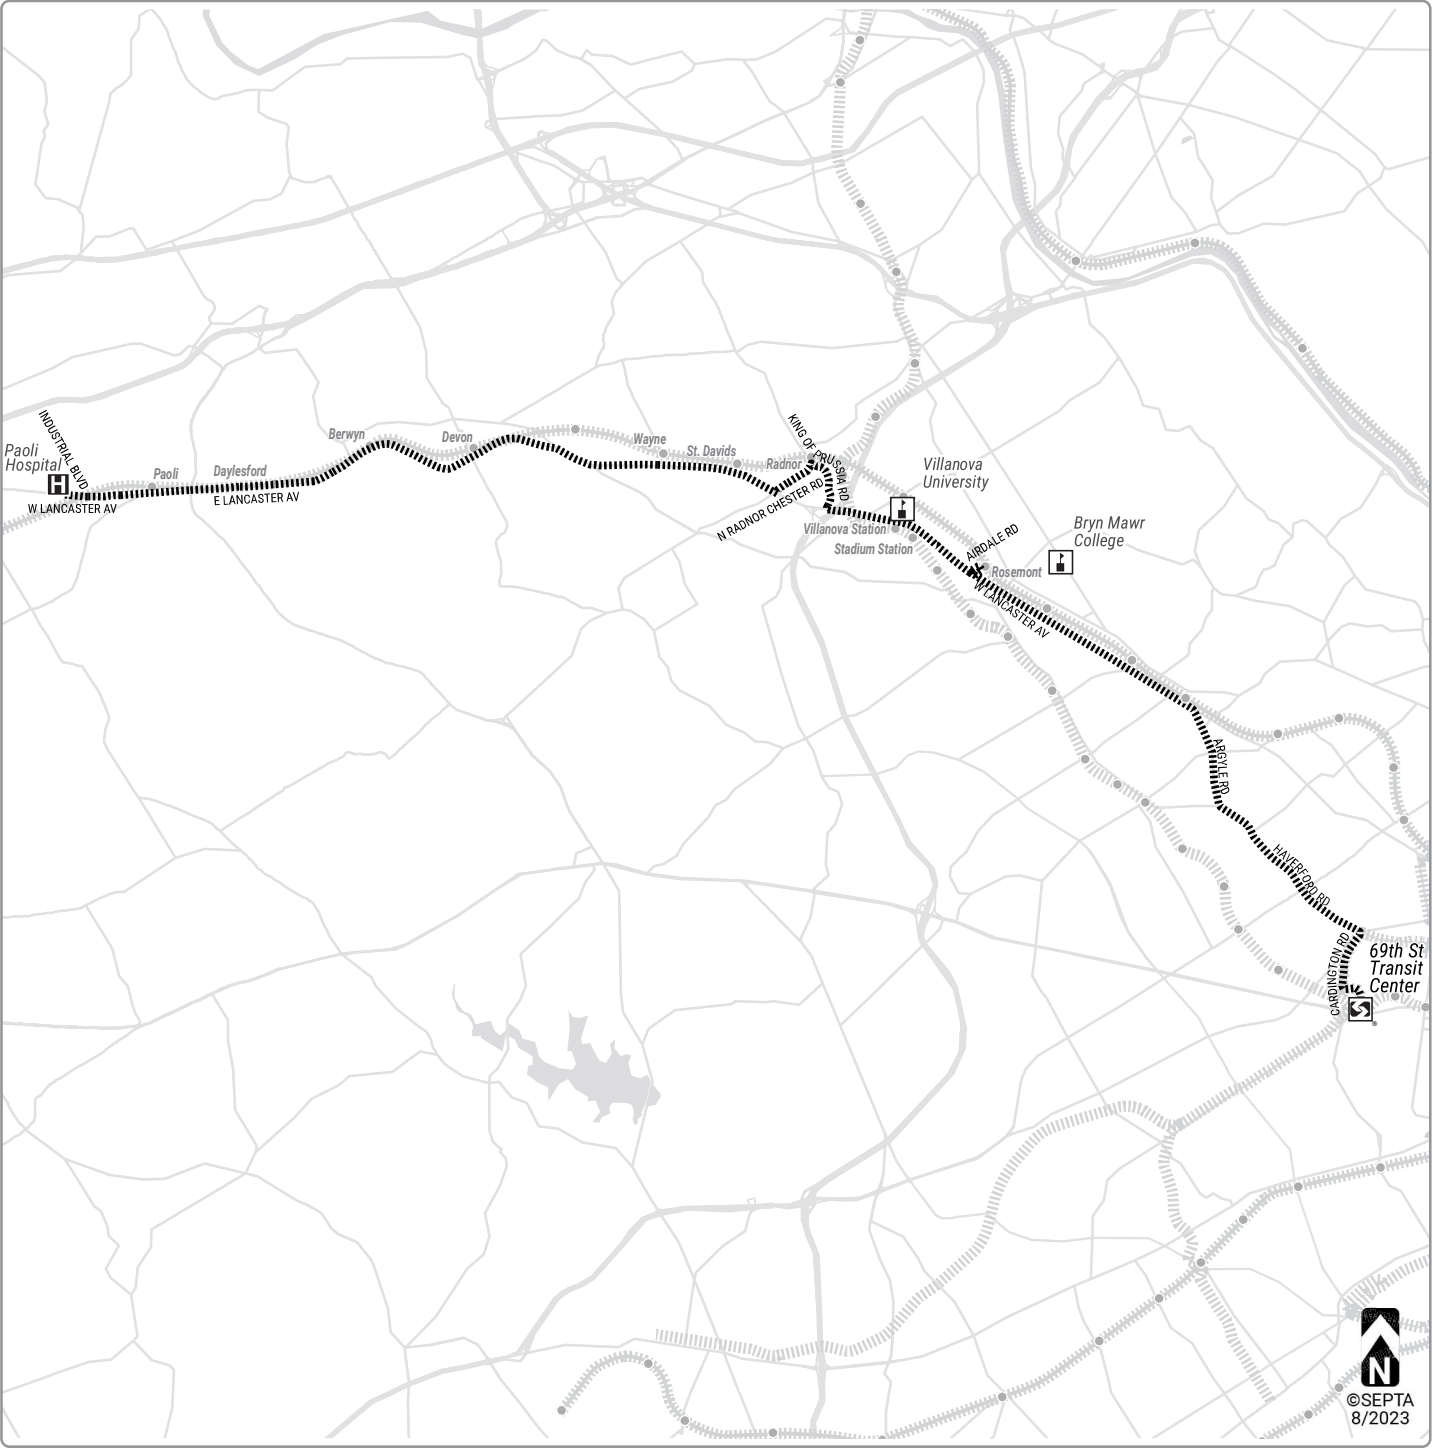 KING OF PRUSSIA RD
INDUSTRIAL BLVD
Berwyn
Devon
Wayne
St. Davids
Radnor
Paoli
Hospital
H
Paoli
Daylesford
E LANCASTER AV
W LANCASTER AV
N RADNOR CHESTER RD
Villanova
University
Villanova Station
Stadium Station
AIRDALE RD
Rosemont
Bryn Mawr
College
W LANCASTER AV
ARGYLE RD
HAVERFORD RD
CARDINGTON RD
69th St
Transit
Center
N
©SEPTA
8/2023